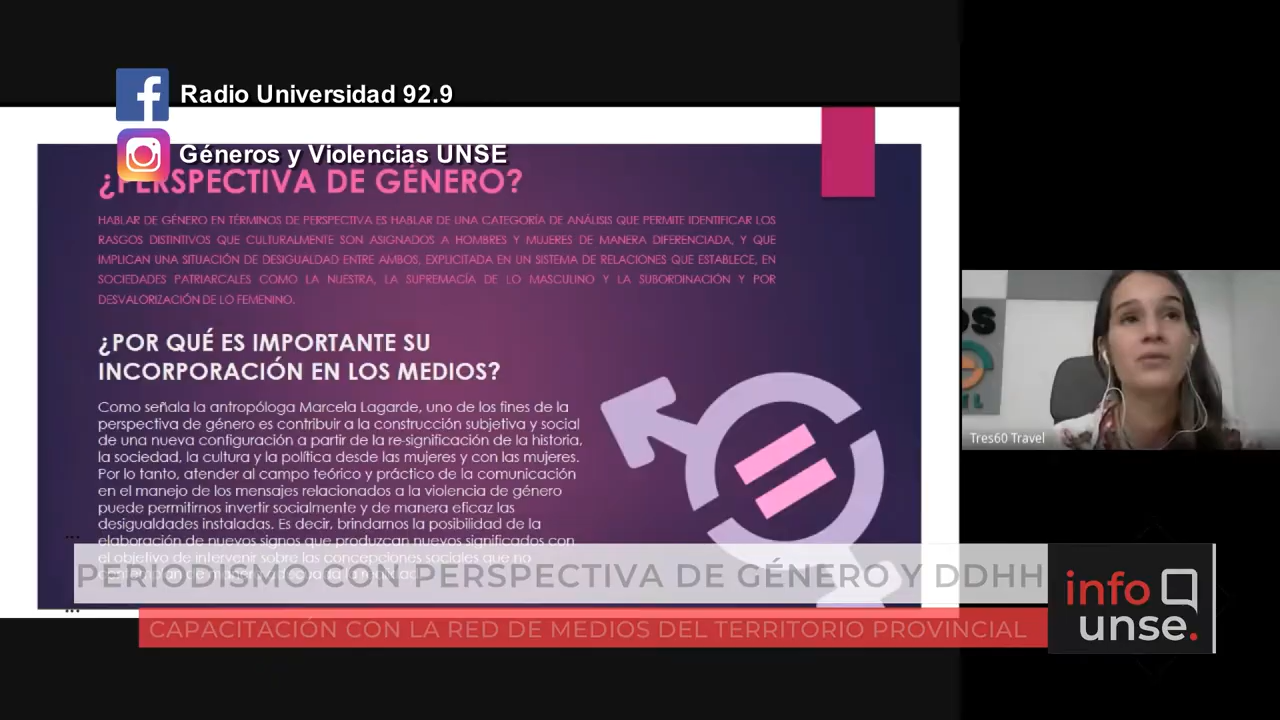 Radio Universidad 92.9
Géneros y Violencias UNSE
¿PERSPECTIVA DE GÉNERO?
HABLAR DE GÉNERO EN TÉRMINOS DE PERSPECTIVA ES HABLAR DE UNA CATEGORÍA DE ANÁLISIS QUE PERMITE IDENTIFICAR LOS
RASGOS DISTINTIVOS QUE CULTURALMENTE SON ASIGNADOS A HOMBRES Y MUJERES DE MANERA DIFERENCIADA, Y QUE
IMPLICAN UNA SITUACIÓN DE DESIGUALDAD ENTRE AMBOS, EXPLICITADA EN UN SISTEMA DE RELACIONES QUE ESTABLECE, EN
SOCIEDADES PATRIARCALES COMO LA NUESTRA, LA SUPREMACÍA DE LO MASCULINO Y LA SUBORDINACIÓN Y POR
DESVALORIZACIÓN DE LO FEMENINO.
¿POR QUÉ ES IMPORTANTE SU
INCORPORACIÓN EN LOS MEDIOS?
Como señala la antropóloga Marcela Lagarde, uno de los fines de la
perspectiva de género es contribuir a la construcción subjetiva y social
de una nueva configuración a partir de la re-significación de la historia,
la sociedad, la cultura y la política desde las mujeres y con las mujeres.
Por lo tanto, atender al campo teórico y práctico de la comunicación
en el manejo de los mensajes relacionados a la violencia de género
puede permitirnos invertir socialmente y de manera eficaz las
desigualdades instaladas. Es decir, brindarnos la posibilidad de la
elaboración de nuevos signos que produzcan nuevos significados con
el objetivo de intervenir sobre las concepciones sociales que no
Tres60 Travel
PERIODISMO CON PERSPECTIVA DE GÉNERO Y DDHH
CAPACITACIÓN CON LA RED DE MEDIOS DEL TERRITORIO PROVINCIAL
info
unse.